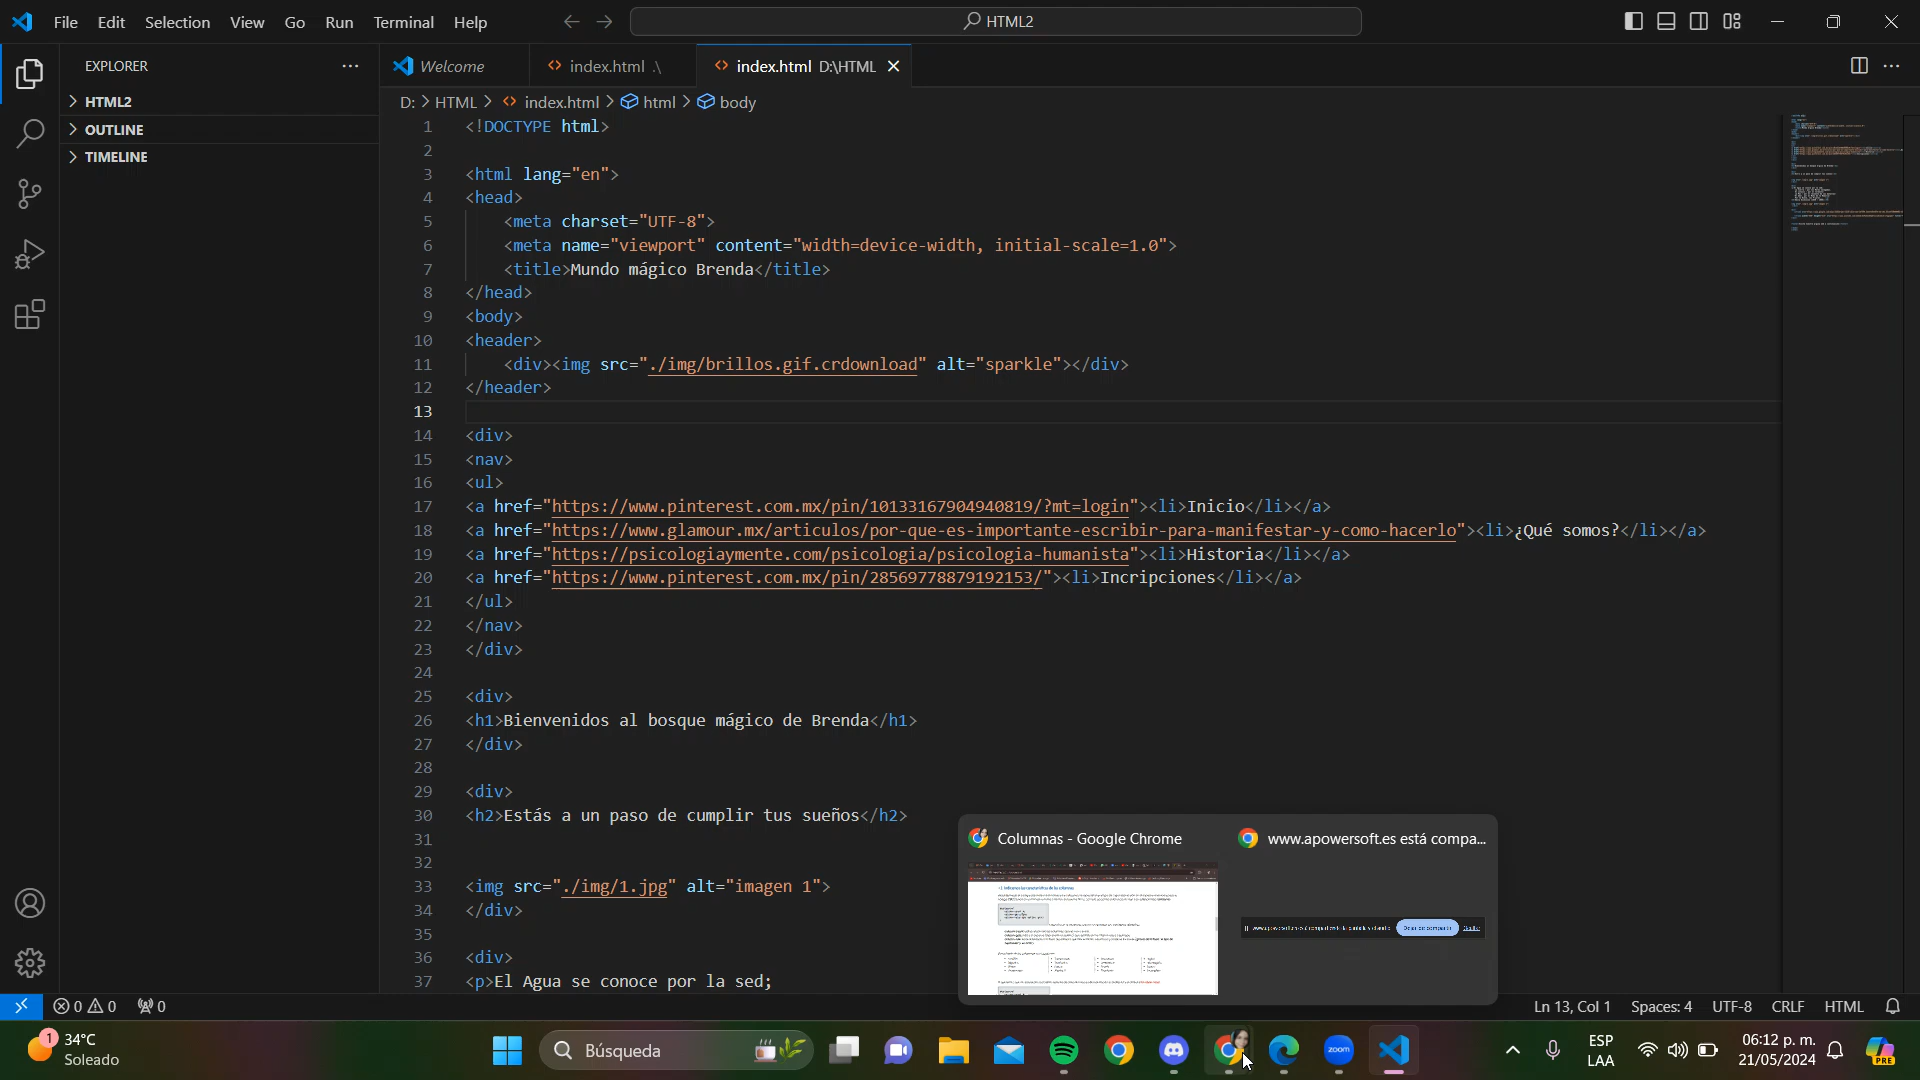 File Edit Selection View Go Run Terminal Help
HTML2
EXPLORER
HTML2
OUTLINE
TIMELINE
Welcome
index.html .\
index.html D:\HTML
D: > HTML > index.html > html > body
1 <!DOCTYPE html>
2
3 <html lang="en">
4 <head>
5 <meta charset="UTF-8">
6 <meta name="viewport" content="width=device-width, initial-scale=1.0">
7 <title>Mundo mágico Brenda</title>
8 </head>
9 <body>
10 <header>
11 <div><img src="./img/brillos.gif.crdownload" alt="sparkle"></div>
12 </header>
13
14 <div>
15 <nav>
16 <ul>
17 <a href="https://www.pinterest.com.mx/pin/10133167904940819/?mt=login"><li>Inicio</li></a>
18 <a href="https://www.glamour.mx/articulos/por-que-es-importante-escribir-para-manifestar-y-como-hacerlo"><li>¿Qué somos?</li></a>
19 <a href="https://psicologiaymente.com/psicologia/psicologia-humanista"><li>Historia</li></a>
20 <a href="https://www.pinterest.com.mx/pin/28569778879192153/"><li>Incripciones</li></a>
21 </ul>
22 </nav>
23 </div>
24
25 <div>
26 <h1>Bienvenidos al bosque mágico de Brenda</h1>
27 </div>
28
29 <div>
30 <h2>Estás a un paso de cumplir tus sueños</h2>
31
32
33 <img src="./img/1.jpg" alt="imagen 1">
34 </div>
35
36 <div>
37 <p>El Agua se conoce por la sed;
Columnas - Google Chrome
www.apowersoft.es está compa...
0 0 0
Ln 13, Col 1 Spaces: 4 UTF-8 CRLF HTML
1
34°C
Soleado
Búsqueda
zoom
ESP
LAA
06:12 p. m.
21/05/2024
PRE